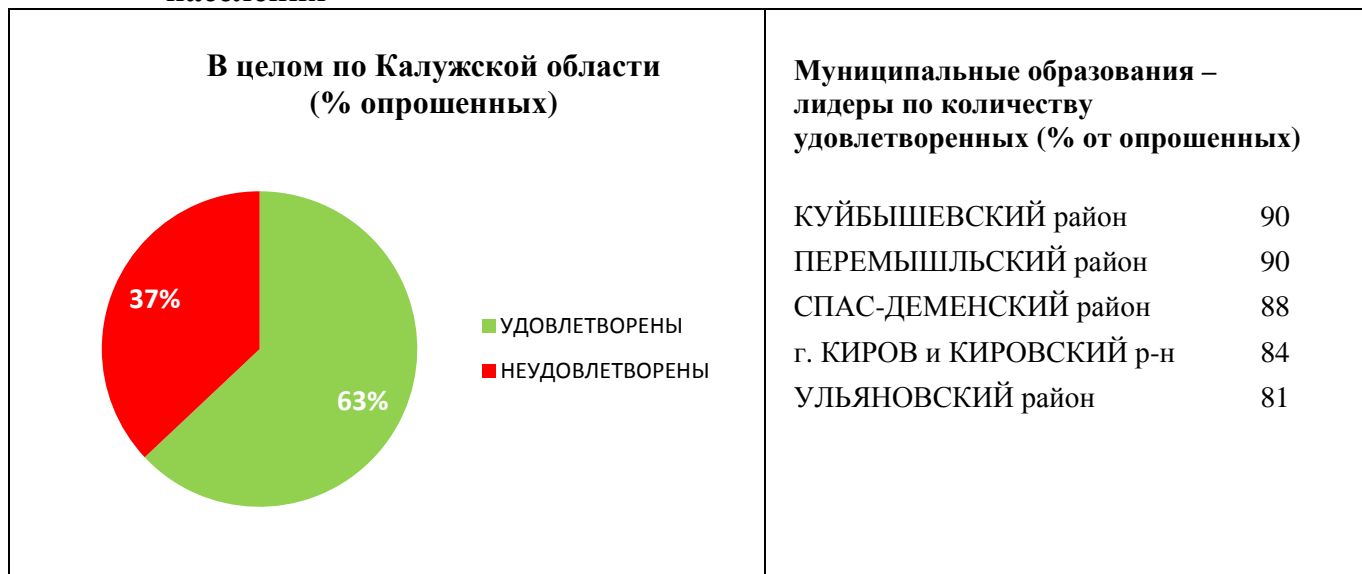 В целом по Калужской области
(% опрошенных)
37%
63%
УДОВЛЕТВОРЕНЫ
НЕУДОВЛЕТВОРЕНЫ
Муниципальные образования –
лидеры по количеству
удовлетворенных (% от опрошенных)
КУЙБЫШЕВСКИЙ район 90
ПЕРЕМЫШЛЬСКИЙ район 90
СПАС-ДЕМЕНСКИЙ район 88
г. КИРОВ и КИРОВСКИЙ р-н 84
УЛЬЯНОВСКИЙ район 81